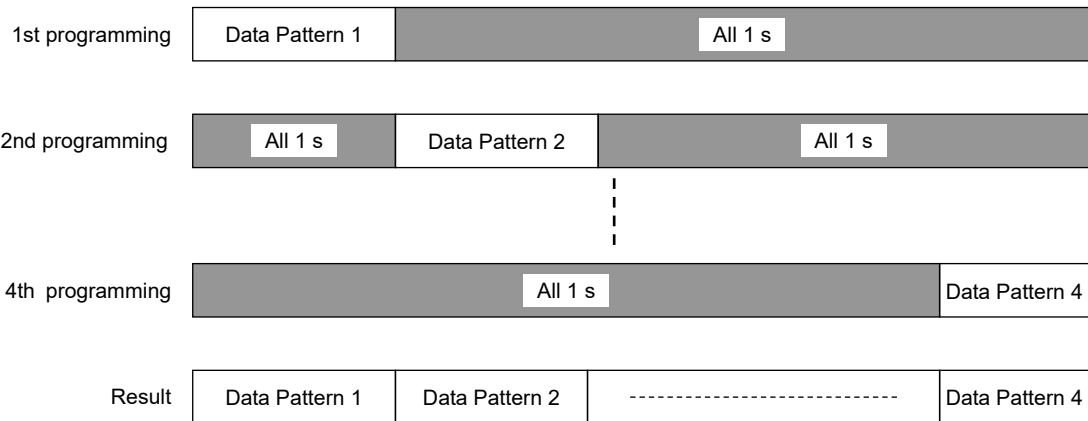 1st programming Data Pattern 1 All 1 s
2nd programming All 1 s Data Pattern 2 All 1 s
4th programming All 1 s Data Pattern 4
Result Data Pattern 1 Data Pattern 2 Data Pattern 4